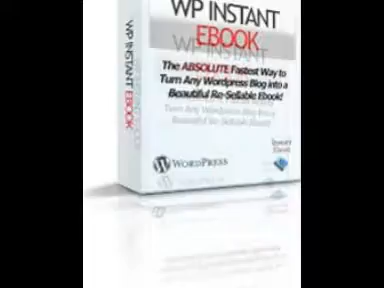 WP INSTANT
EBOOK
The ABSOLUTE Fastest Way to
Turn Any Wordpress Blog into a
Beautiful Re-Sellable Ebook!
WORDPRESS
WP INSTANT
EBOOK